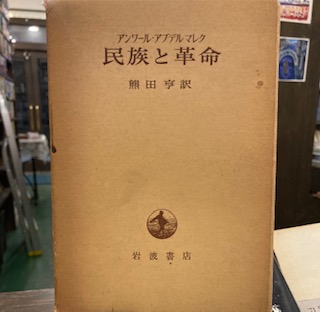 アンワール・アブデルマレク
民族と革命
熊田亨訳
岩波書店